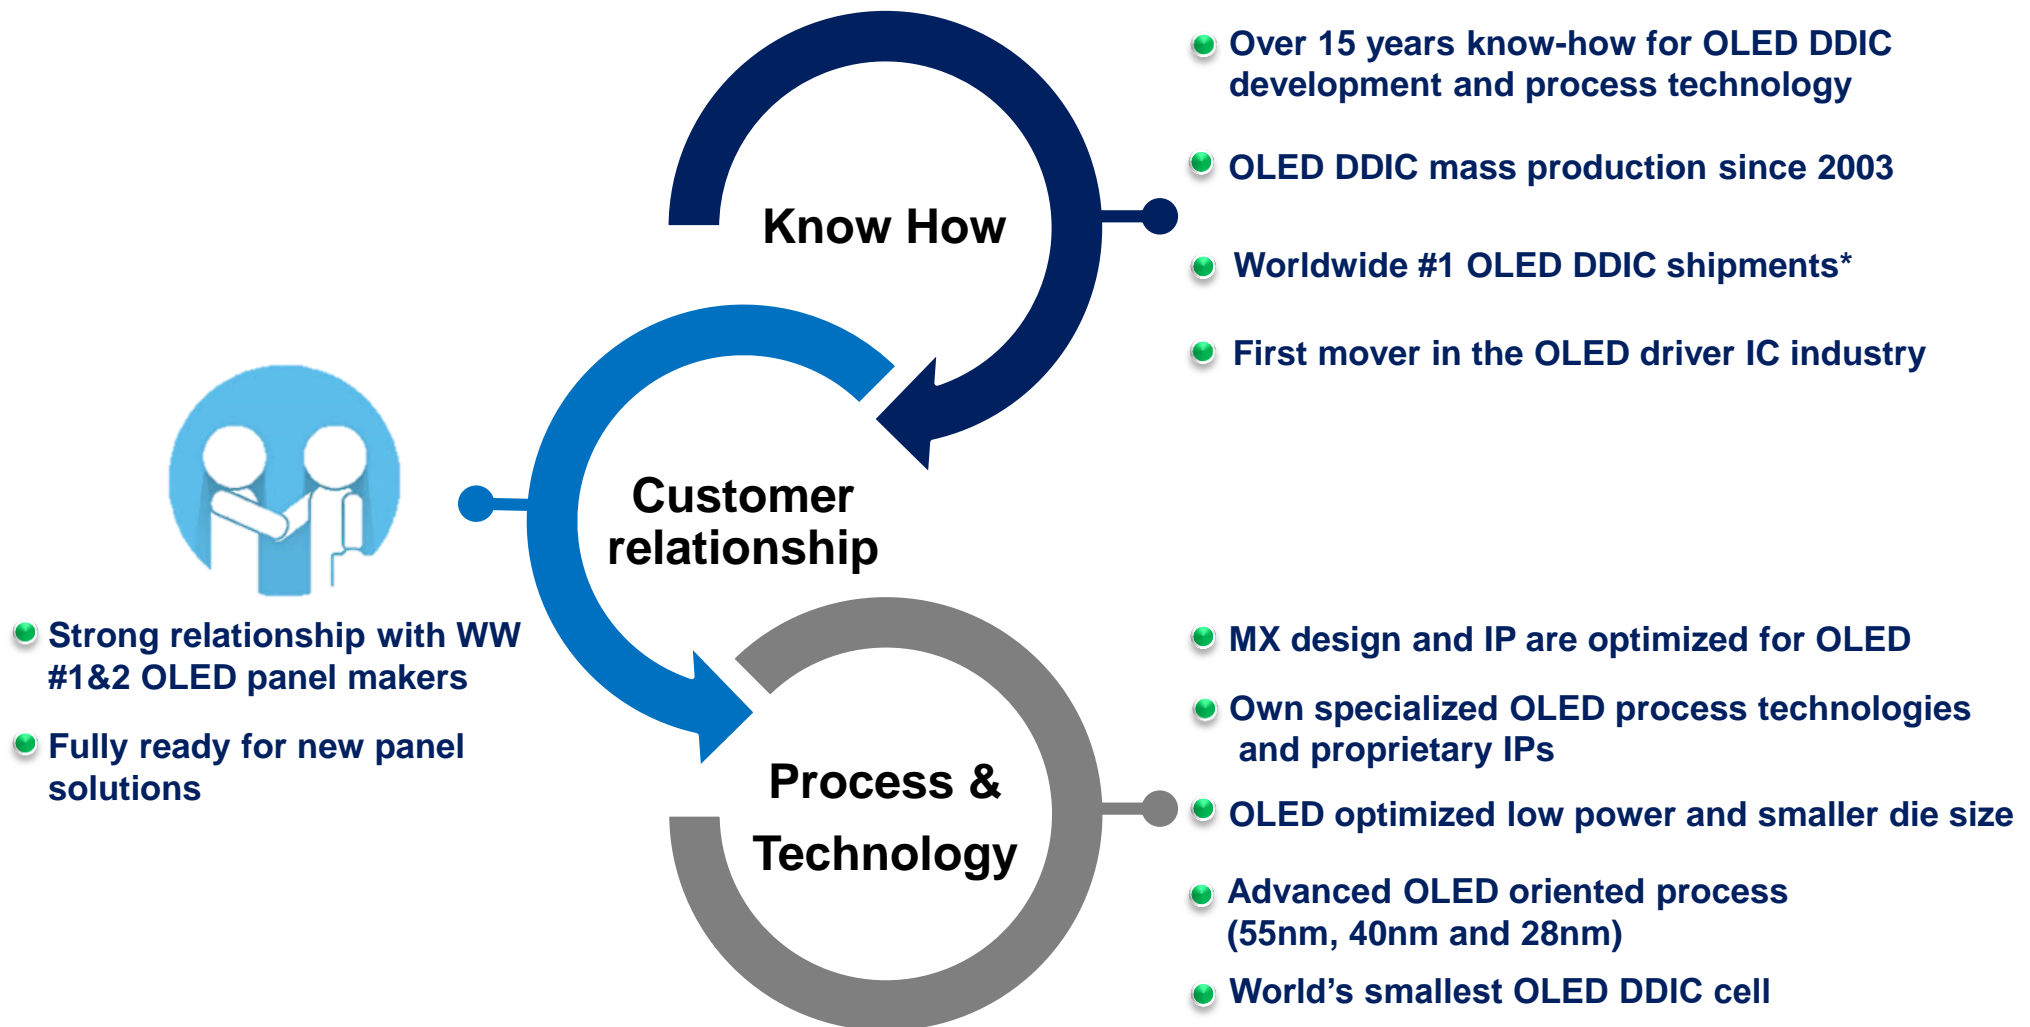 Know How
Over 15 years know-how for OLED DDIC
development and process technology
OLED DDIC mass production since 2003
Worldwide #1 OLED DDIC shipments*
First mover in the OLED driver IC industry
Customer
relationship
Strong relationship with WW
#1&2 OLED panel makers
Fully ready for new panel
solutions
Process &
Technology
MX design and IP are optimized for OLED
Own specialized OLED process technologies
and proprietary IPs
OLED optimized low power and smaller die size
Advanced OLED oriented process
(55nm, 40nm and 28nm)
World’s smallest OLED DDIC cell